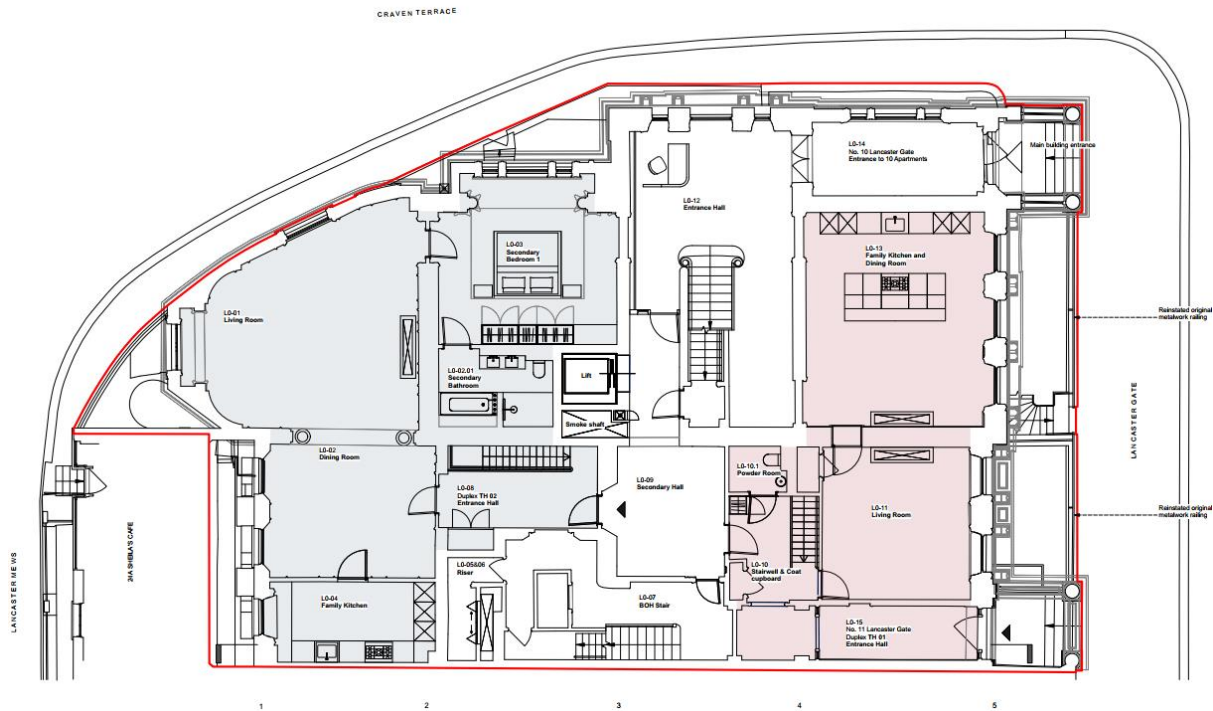 CRAVEN TERRACE
L0-14
No. 10 Lancaster Gate
Entrance to 10 Apartments
Main building entrance
L0-12
Entrance Hall
L0-03
Secondary
Bedroom 1
L0-13
Family Kitchen and
Dining Room
L0-01
Living Room
Reinstated original
metalwork railing
L0-02.01
Secondary
Bathroom
Lift
Smoke shaft
LANCASTER GATE
L0-02
Dining Room
L0-08
Duplex TH 02
Entrance Hall
L0-09
Secondary Hall
L0-10.1
Powder Room
L0-11
Living Room
Reinstated original
metalwork railing
24A SHEILA'S CAFE
LANCASTER MEWS
L0-05&06
Riser
L0-10
Stairwell & Coat
cupboard
L0-04
Family Kitchen
L0-07
BOH Stair
L0-15
No. 11 Lancaster Gate
Duplex TH 01
Entrance Hall
1
2
3
4
5